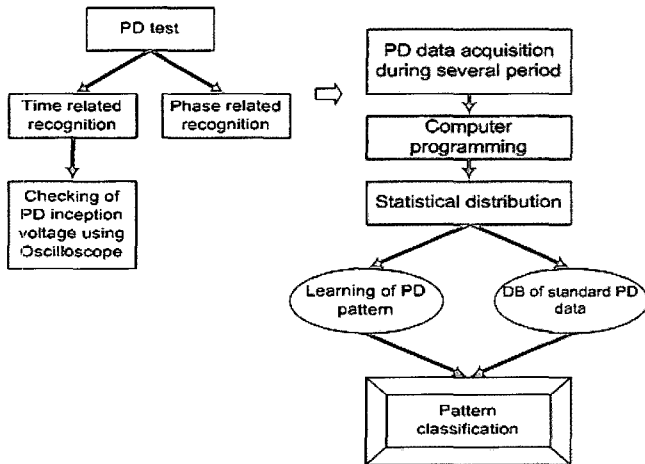 PD test
Time related
recognition
Phase related
recognition
Checking of
PD inception
voltage using
Oscilloscope
PD data acquisition
during several period
Computer
programming
Statistical distribution
Learning of PD
pattern
DB of standard PD
data
Pattern
classification